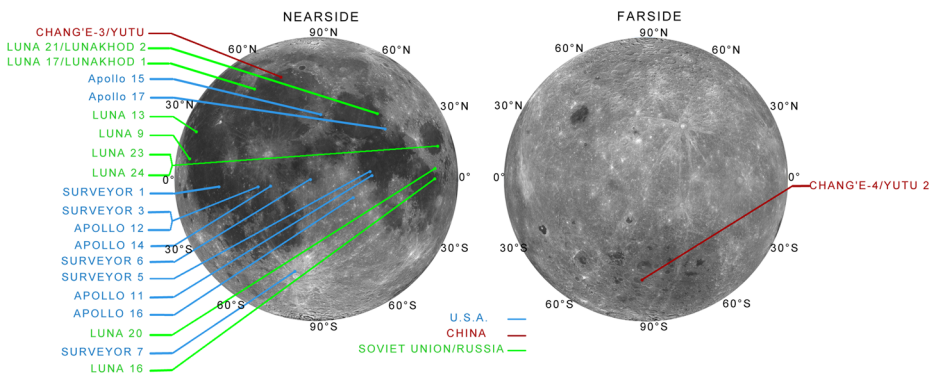 NEARSIDE
FARSIDE
90°N
90°N
CHANG'E-3/YUTU
LUNA 21/LUNAKHOD 2
LUNA 17/LUNAKHOD 1
Apollo 15
Apollo 17
LUNA 13
LUNA 9
LUNA 23
LUNA 24
SURVEYOR 1
SURVEYOR 3
APOLLO 12
APOLLO 14
SURVEYOR 6
SURVEYOR 5
APOLLO 11
APOLLO 16
LUNA 20
SURVEYOR 7
LUNA 16
60°N
60°N
60°N
60°N
30°N
30°N
30°N
30°N
0°
0°
0°
0°
CHANG'E-4/YUTU 2
30°S
30°S
30°S
30°S
60°S
60°S
60°S
60°S
90°S
90°S
U.S.A.
CHINA
SOVIET UNION/RUSSIA